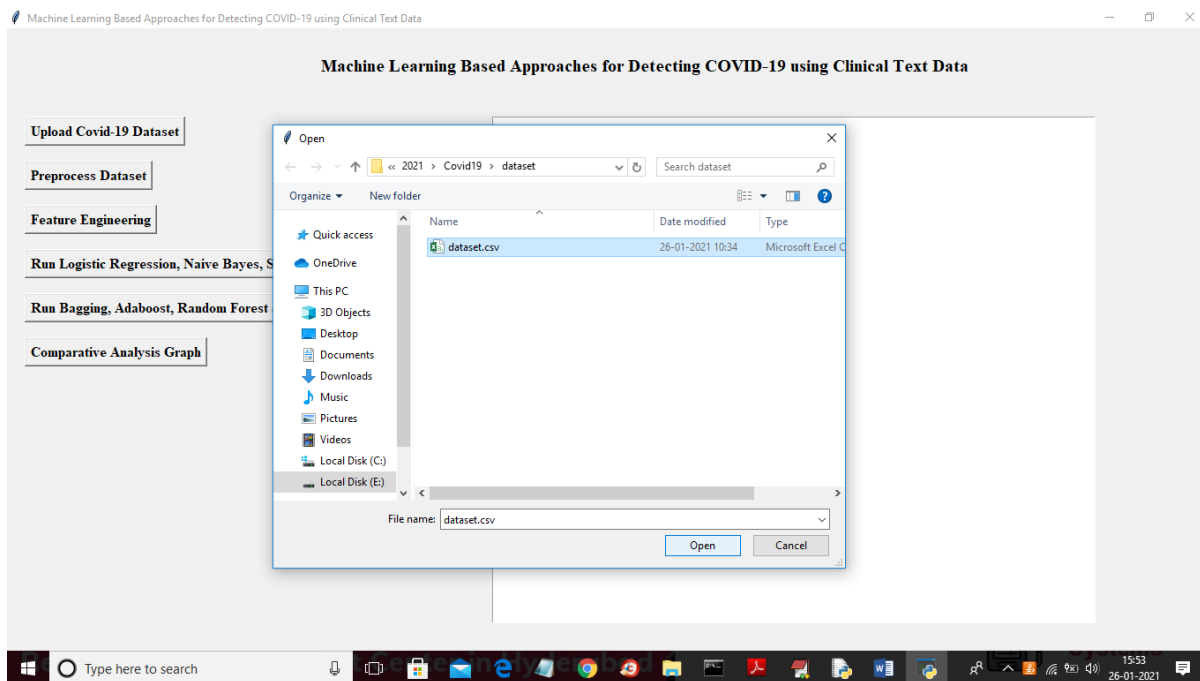 Machine Learning Based Approaches for Detecting COVID-19 using Clinical Text Data
Machine Learning Based Approaches for Detecting COVID-19 using Clinical Text Data
Upload Covid-19 Dataset
Preprocess Dataset
Feature Engineering
Run Logistic Regression, Naive Bayes, S
Run Bagging, Adaboost, Random Forest
Comparative Analysis Graph
Open
« 2021 > Covid19 > dataset
Search dataset
Organize
New folder
Name
Date modified
Type
dataset.csv
26-01-2021 10:34
Microsoft Excel C
Quick access
OneDrive
This PC
3D Objects
Desktop
Documents
Downloads
Music
Pictures
Videos
Local Disk (C:)
Local Disk (E:)
File name:
dataset.csv
Open
Cancel
Type here to search
15:53
26-01-2021